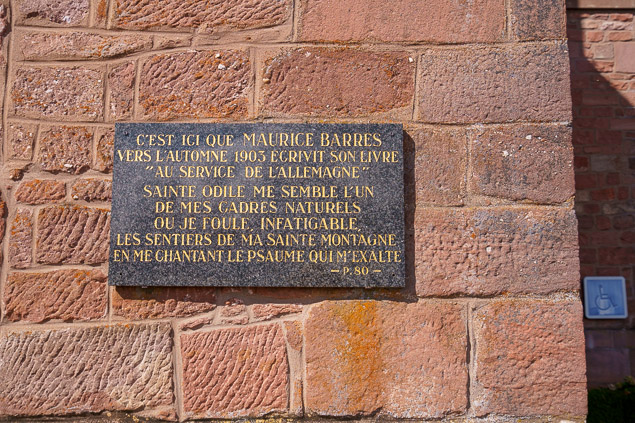 C'EST ICI QUE MAURICE BARRES
VERS L'AUTOMNE 1903 ECRIVIT SON LIVRE
"AU SERVICE DE L'ALLEMAGNE"
SAINTE ODILE ME SEMBLE L'UN
DE MES CADRES NATURELS
OU JE FOULE, INFATIGABLE,
LES SENTIERS DE MA SAINTE MONTAGNE
EN ME CHANTANT LE PSAUME QUI M'EXALTE
— P. 80 —